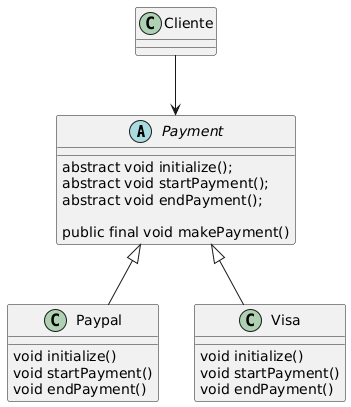 C Cliente
A Payment
abstract void initialize();
abstract void startPayment();
abstract void endPayment();
public final void makePayment()
C Paypal
void initialize()
void startPayment()
void endPayment()
C Visa
void initialize()
void startPayment()
void endPayment()